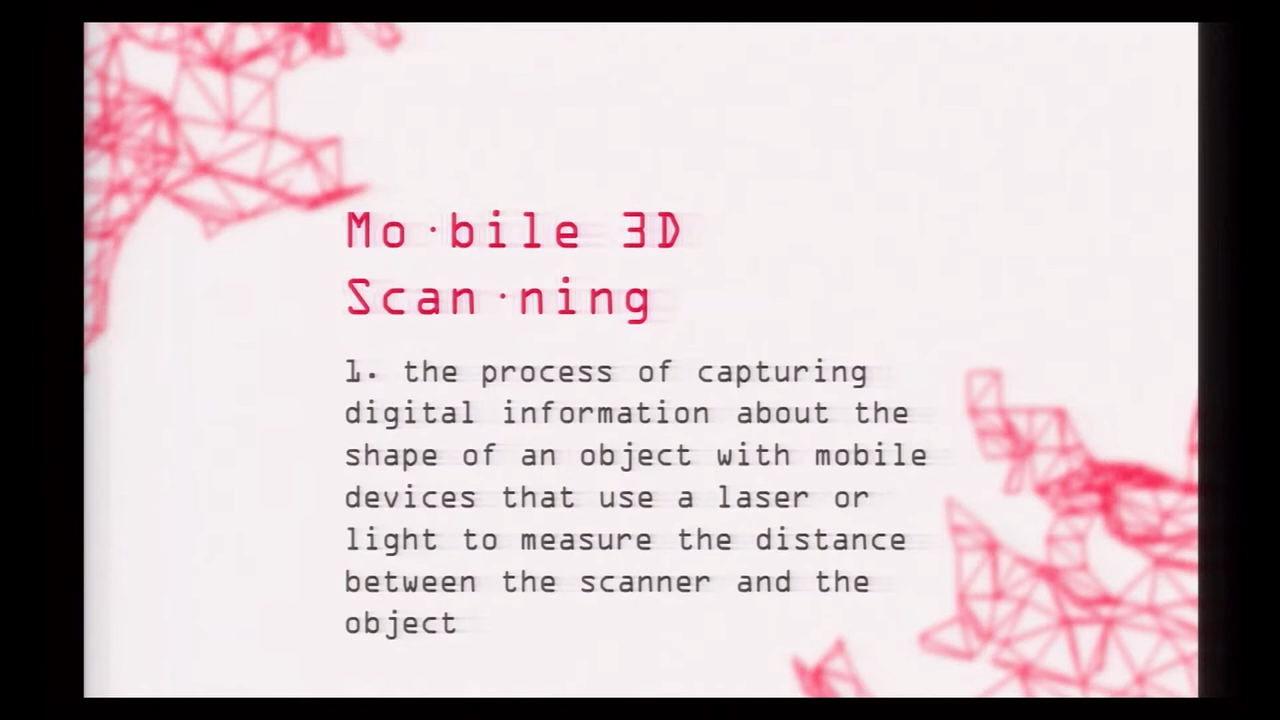 Mo·bile 3D
Scan·ning
1. the process of capturing
digital information about the
shape of an object with mobile
devices that use a laser or
light to measure the distance
between the scanner and the
object